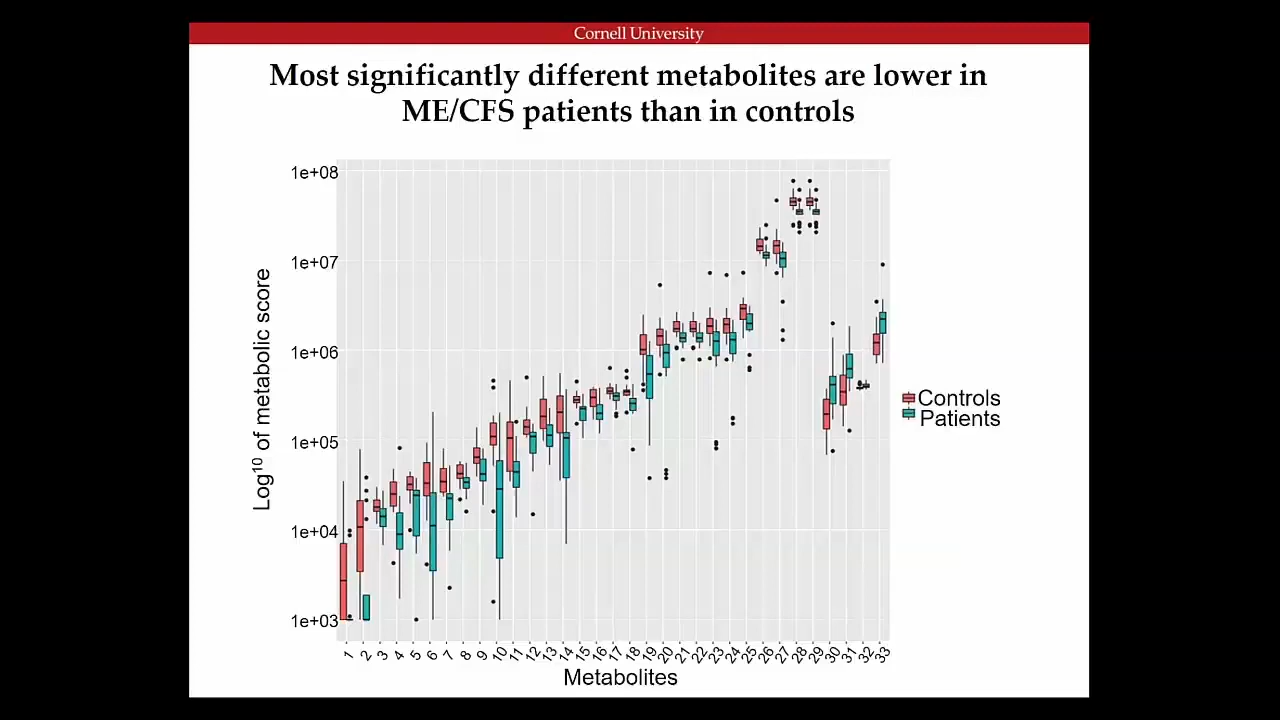 Cornell University
Most significantly different metabolites are lower in
ME/CFS patients than in controls
1e+08
1e+07
1e+06
1e+05
1e+04
1e+03
Log10 of metabolic score
Controls
Patients
1 2 3 4 5 6 7 8 9 10 11 12 13 14 15 16 17 18 19 20 21 22 23 24 25 26 27 28 29 30 31 32 33
Metabolites